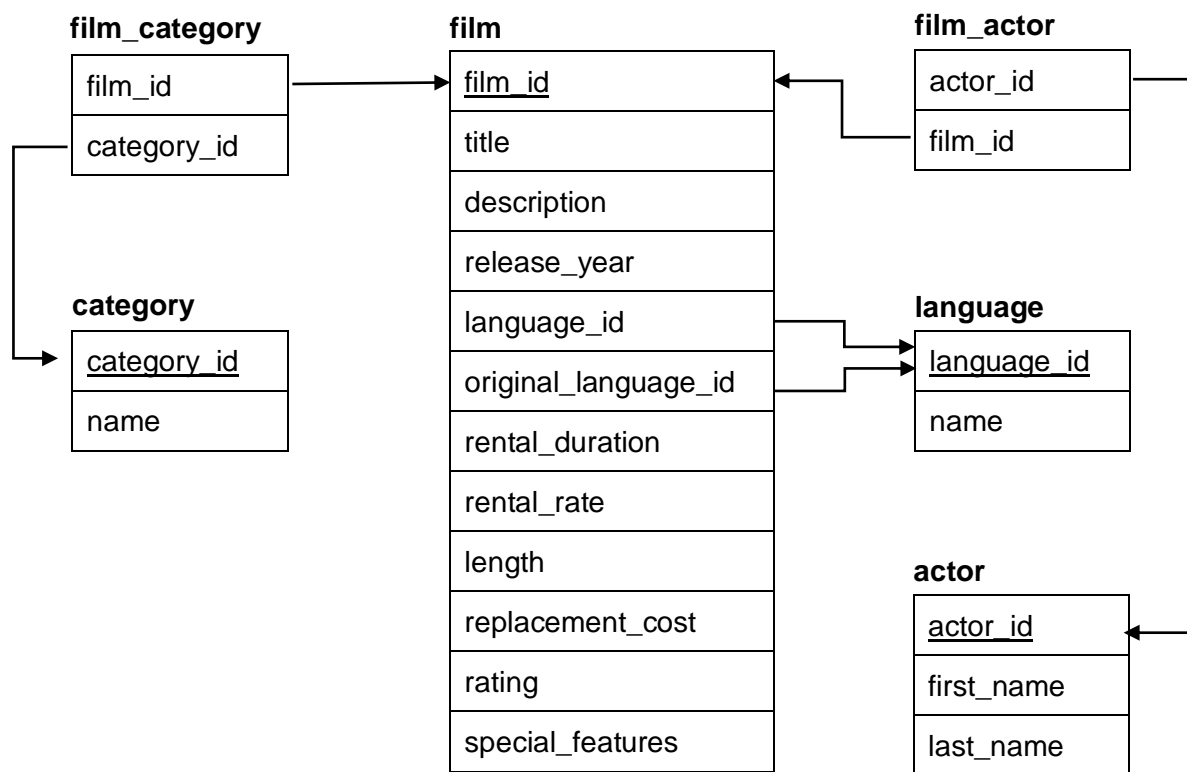 film_category
film_id
category_id
category
category_id
name
film
film_id
title
description
release_year
language_id
original_language_id
rental_duration
rental_rate
length
replacement_cost
rating
special_features
film_actor
actor_id
film_id
language
language_id
name
actor
actor_id
first_name
last_name